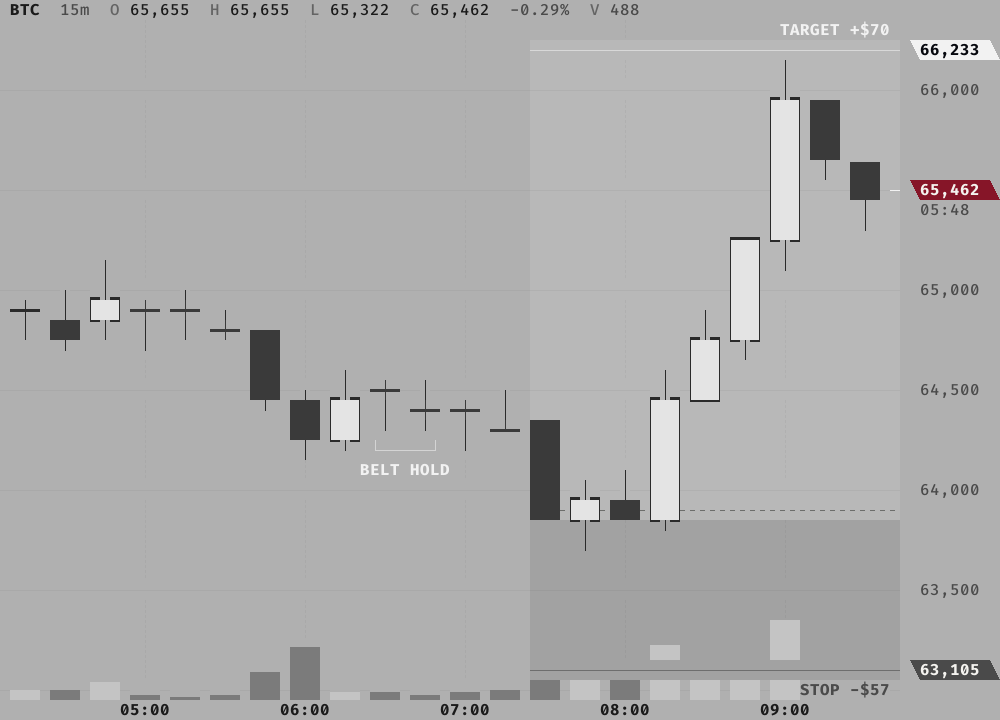 BTC 15m O 65,655 H 65,655 L 65,322 C 65,462 -0.29% V 488
TARGET +$70
66,233
66,000
65,462
05:48
65,000
64,500
BELT HOLD
64,000
63,500
63,105
STOP -$57
05:00 06:00 07:00 08:00 09:00